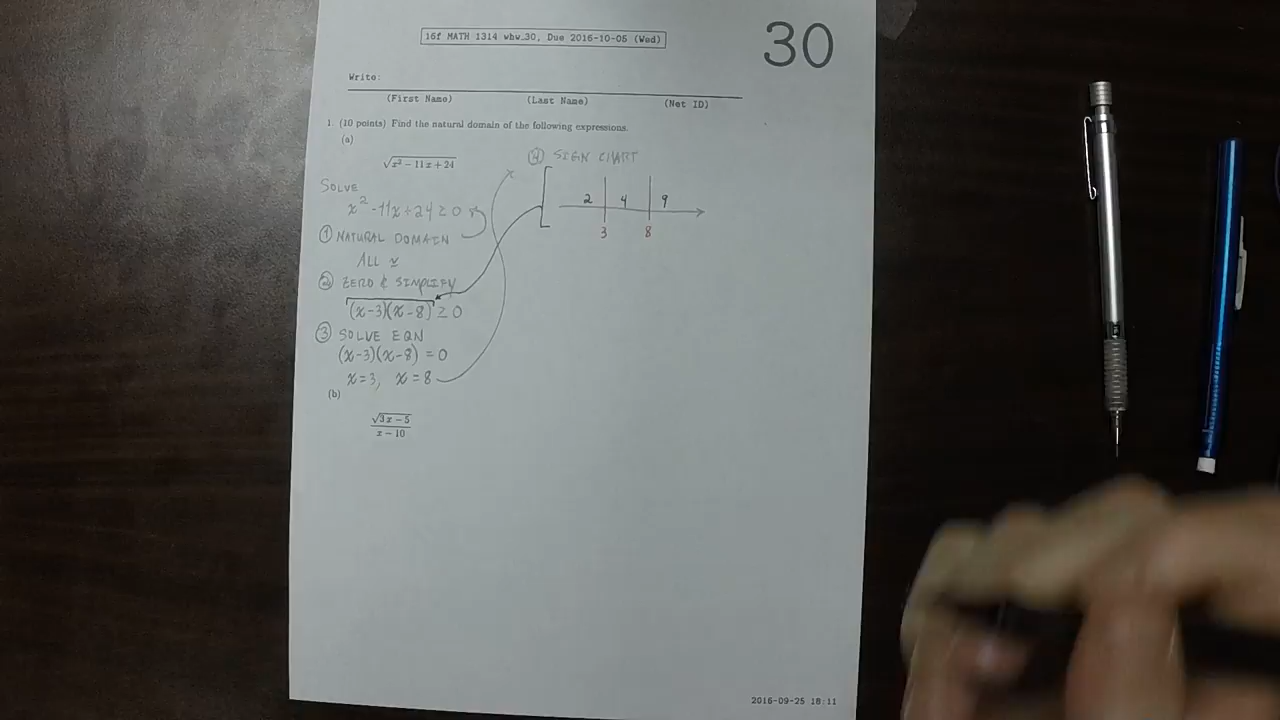 16f MATH 1314 whw_30, Due 2016-10-05 (Wed)
30
Write:
(First Name) (Last Name) (Net ID)
1. (10 points) Find the natural domain of the following expressions.
(a)
√(x² − 11x + 24)
SOLVE
x² - 11x + 24 ≥ 0
① NATURAL DOMAIN
ALL x
② ZERO & SIMPLIFY
(x-3)(x-8) ≥ 0
③ SOLVE EQN
(x-3)(x-8) = 0
x=3, x=8
④ SIGN CHART
x
2 4 9
3 8
(b)
√(3x − 5)
x − 10
2016-09-25 18:11